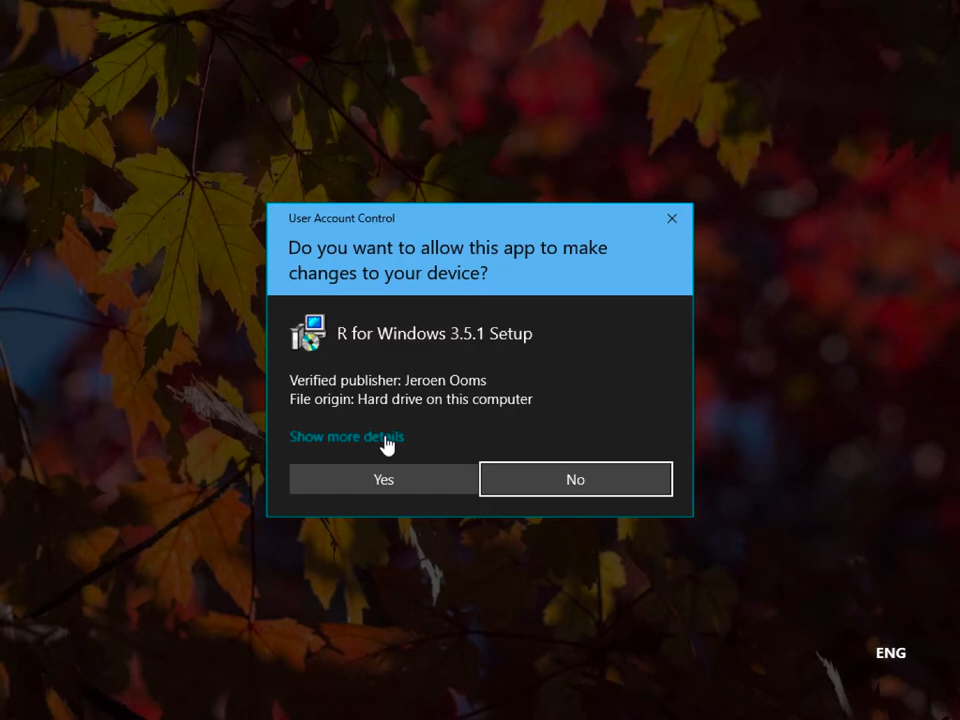 User Account Control
Do you want to allow this app to make
changes to your device?
R for Windows 3.5.1 Setup
Verified publisher: Jeroen Ooms
File origin: Hard drive on this computer
Show more details
Yes
No
ENG